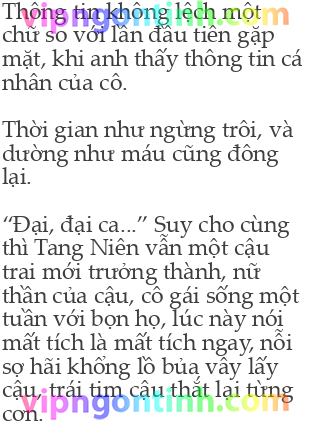 Thông tin không lệch một
chữ so với lần đầu tiên gặp
mặt, khi anh thấy thông tin cá
nhân của cô.
Thời gian như ngừng trôi, và
dường như máu cũng đông
lại.
“Đại, đại ca...” Suy cho cùng
thì Tang Niên vẫn một cậu
trai mới trưởng thành, nữ
thần của cậu, cô gái sống một
tuần với bọn họ, lúc này nói
mất tích là mất tích ngay, nỗi
sợ hãi khổng lồ bủa vây lấy
cậu, trái tim cậu thắt lại từng
cơn.
vipngontinh.com
vipngontinh.com